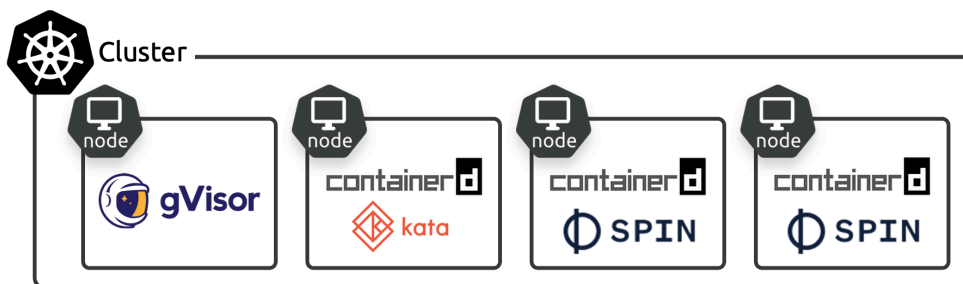 Cluster
node
gVisor
node
containerd
kata
node
containerd
SPIN
node
containerd
SPIN